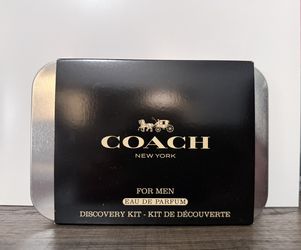 COACH
NEW YORK
FOR MEN
EAU DE PARFUM
DISCOVERY KIT - KIT DE DÉCOUVERTE